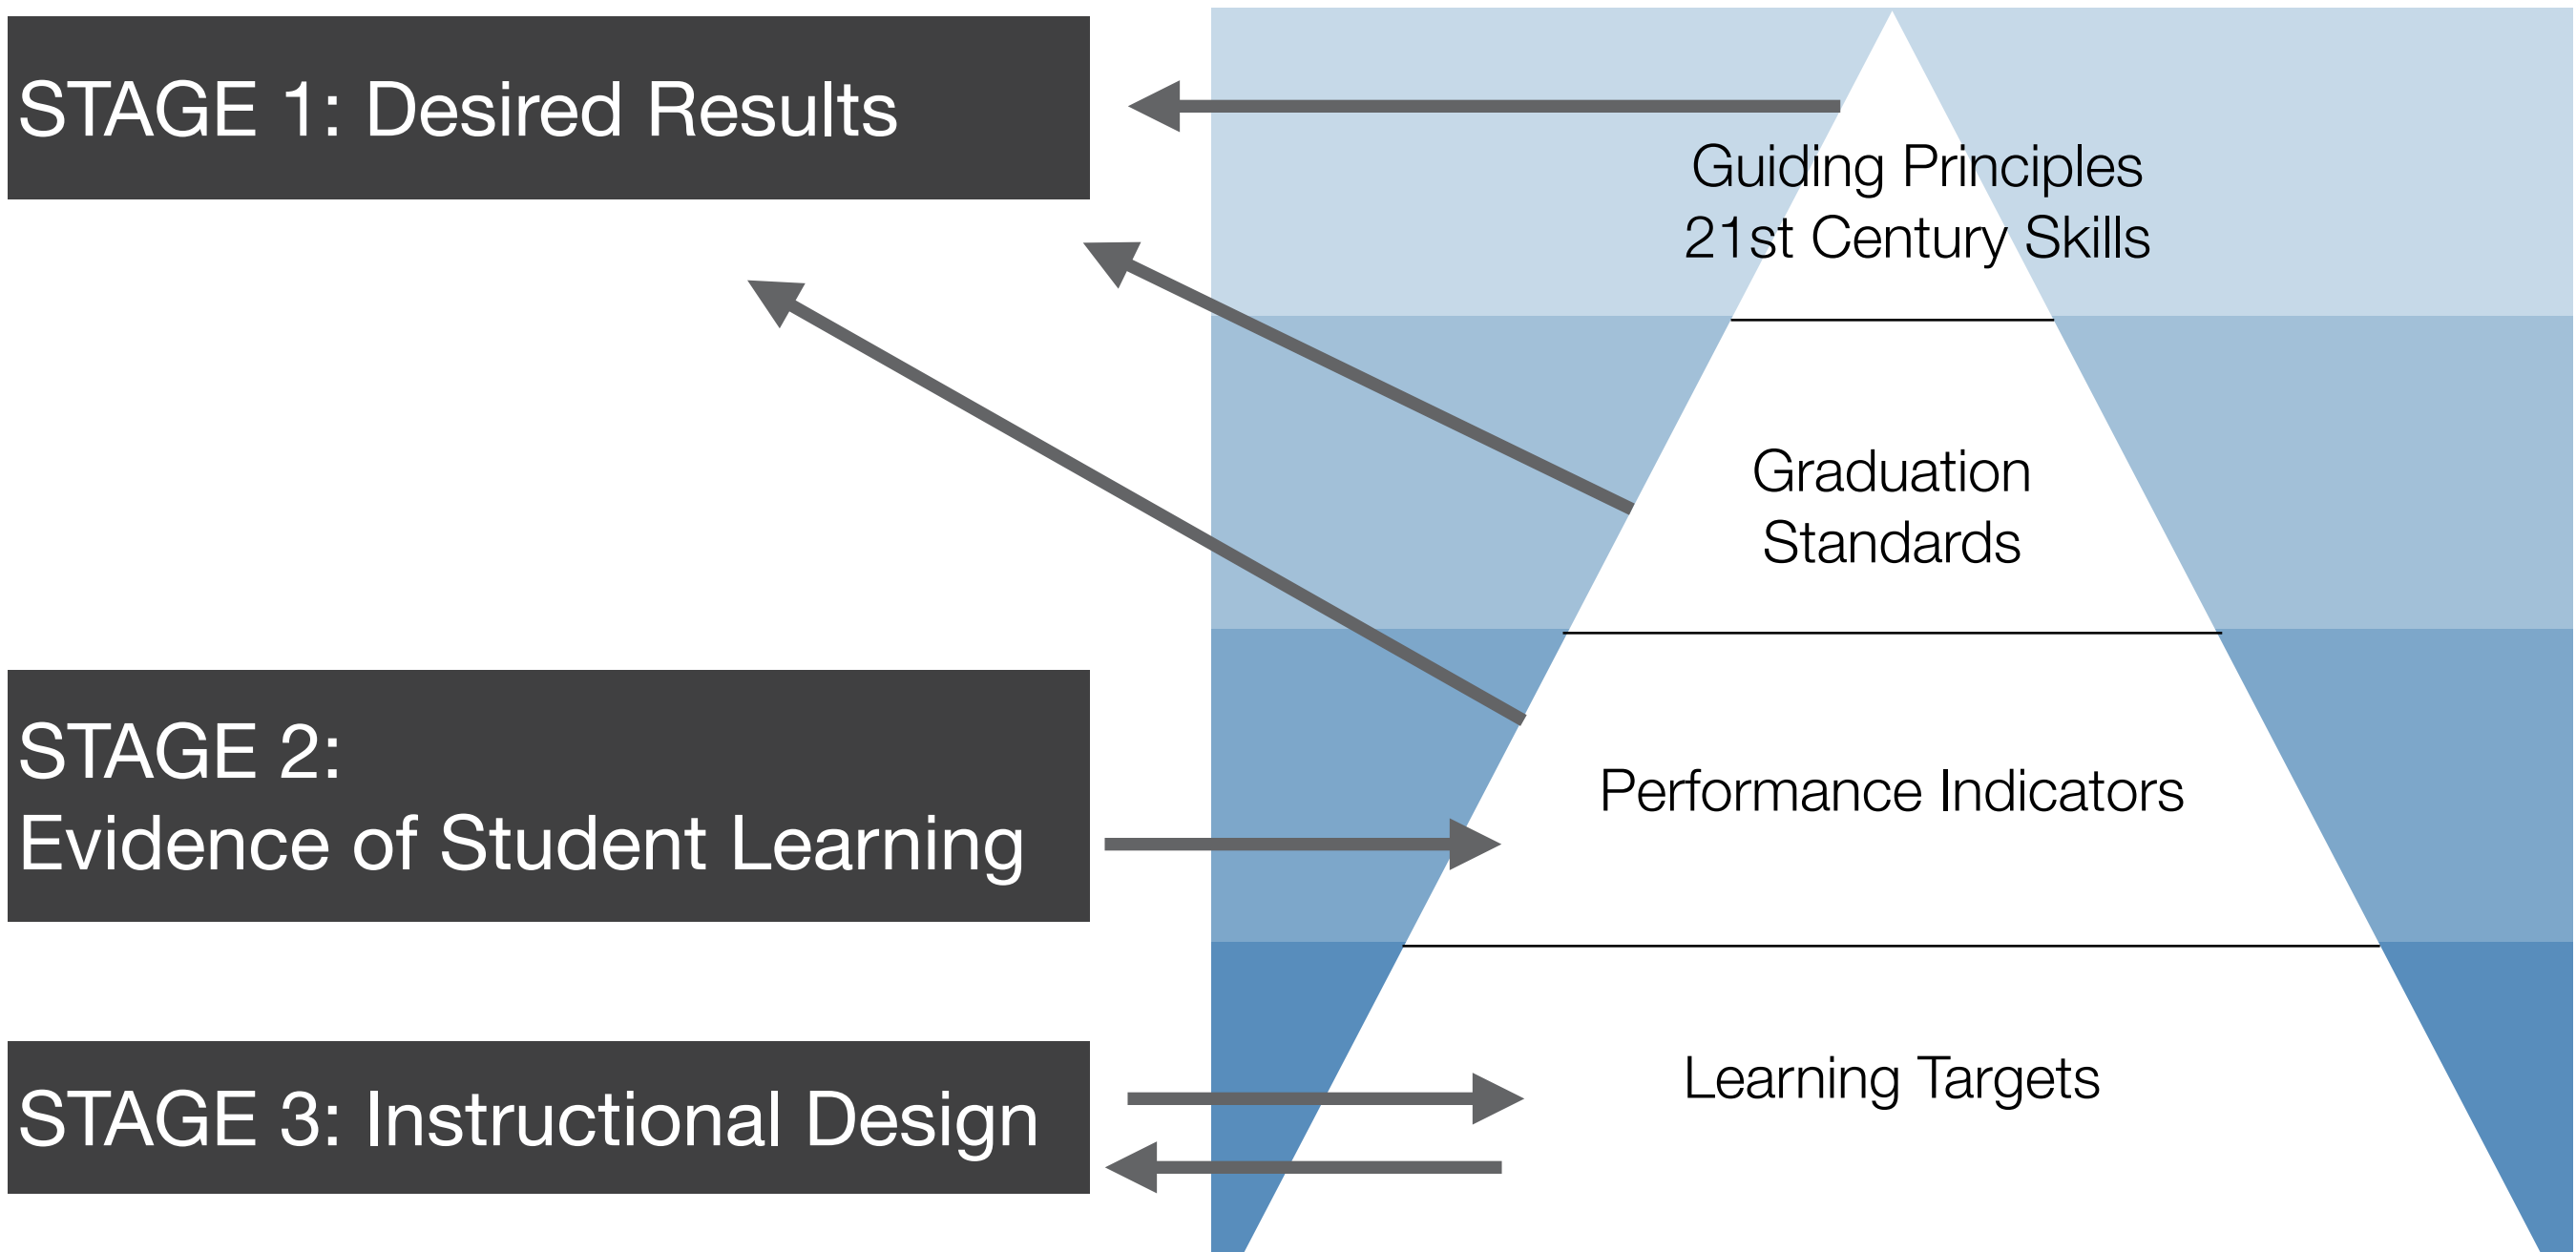 STAGE 1: Desired Results
Guiding Principles
21st Century Skills
Graduation
Standards
STAGE 2:
Evidence of Student Learning
Performance Indicators
STAGE 3: Instructional Design
Learning Targets